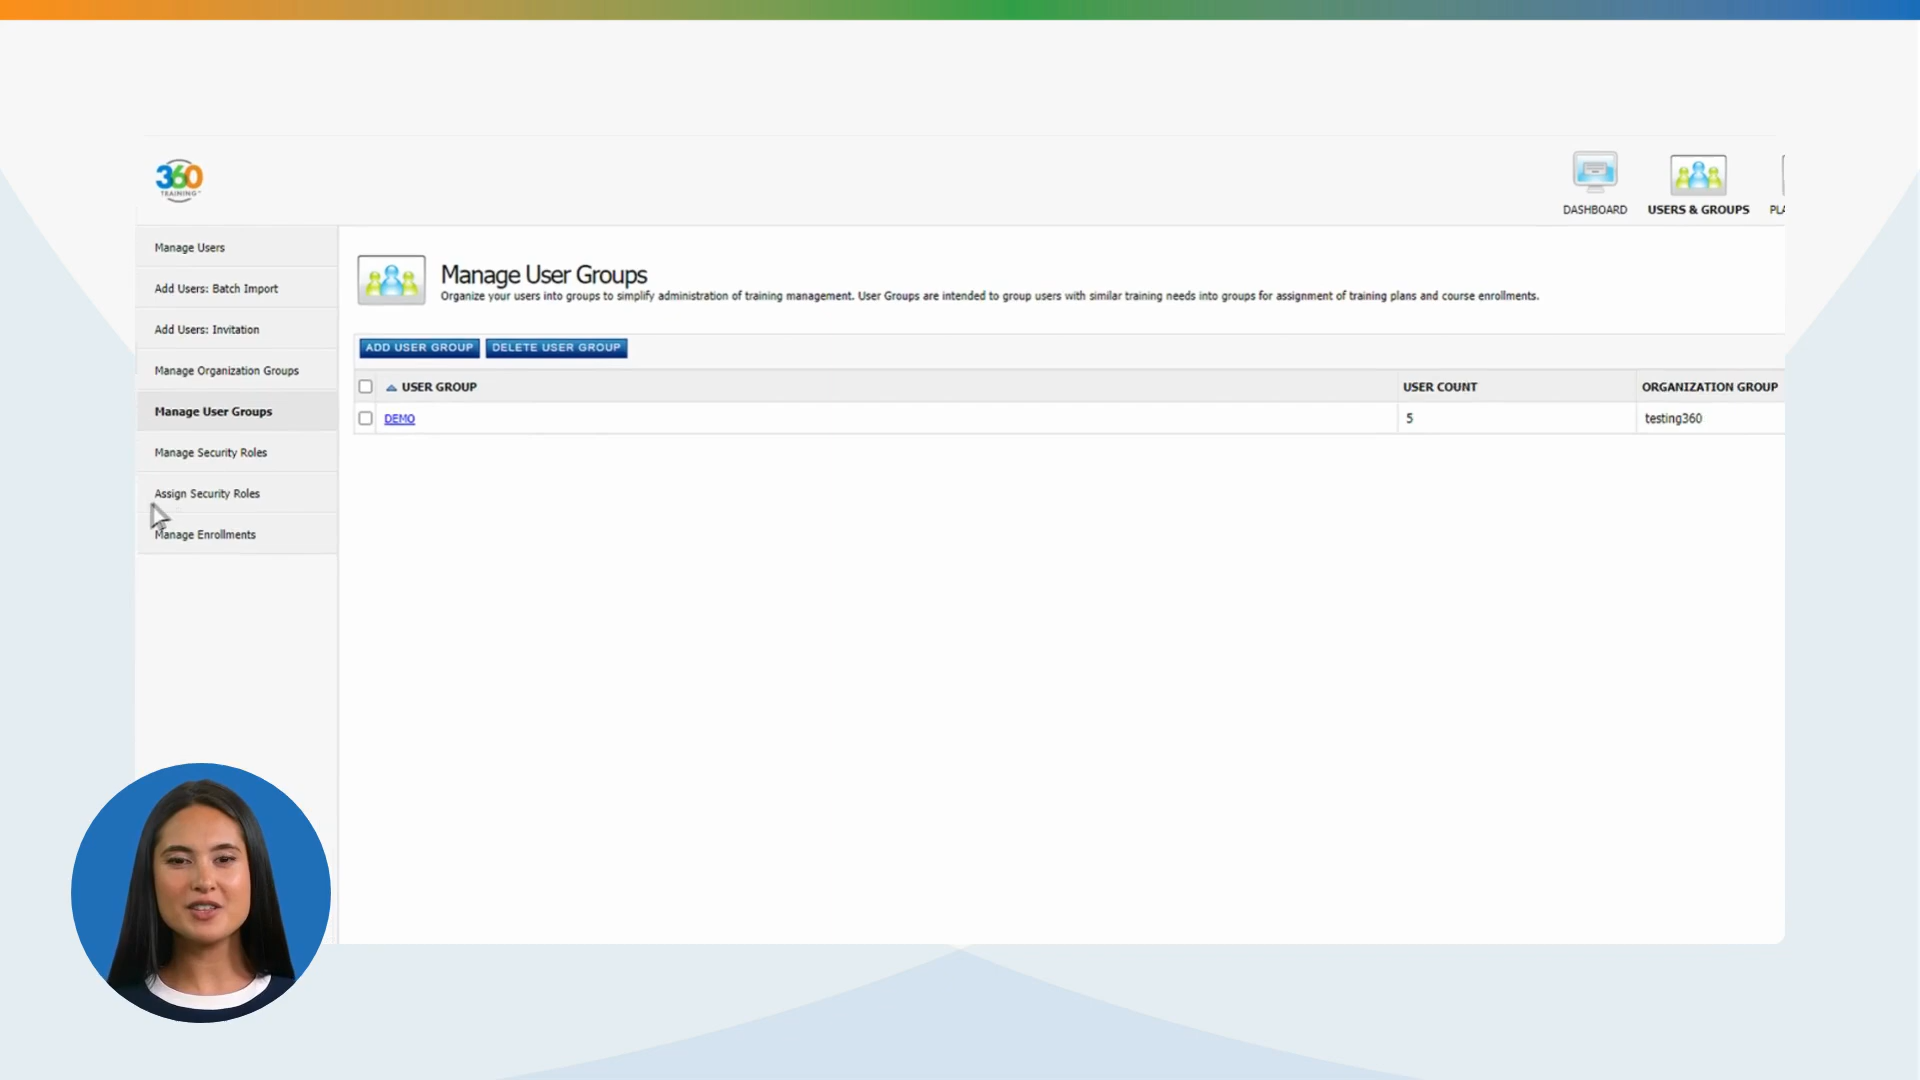 360
TRAINING
DASHBOARD
USERS & GROUPS
Manage Users
Add Users: Batch Import
Add Users: Invitation
Manage Organization Groups
Manage User Groups
Manage Security Roles
Assign Security Roles
Manage Enrollments
Manage User Groups
Organize your users into groups to simplify administration of training management. User Groups are intended to group users with similar training needs into groups for assignment of training plans and course enrollments.
ADD USER GROUP DELETE USER GROUP
USER GROUP USER COUNT ORGANIZATION GROUP
DEMO 5 testing360